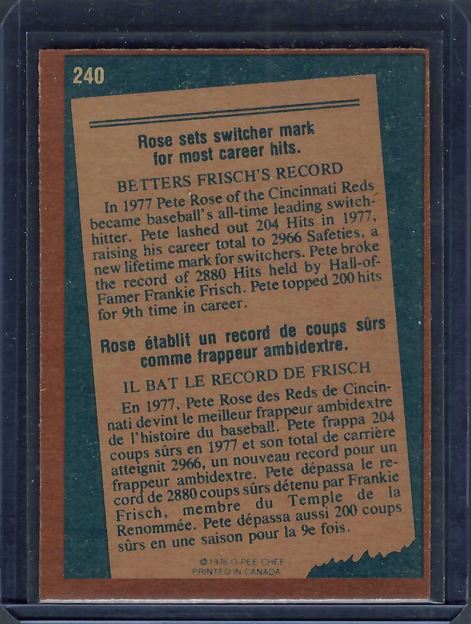 240
Rose sets switcher mark
for most career hits.
BETTERS FRISCH'S RECORD
In 1977 Pete Rose of the Cincinnati Reds
became baseball's all-time leading switch-
hitter. Pete lashed out 204 Hits in 1977,
raising his career total to 2966 Safeties, a
new lifetime mark for switchers. Pete broke
the record of 2880 Hits held by Hall-of-
Famer Frankie Frisch. Pete topped 200 hits
for 9th time in career.
Rose établit un record de coups sûrs
comme frappeur ambidextre.
IL BAT LE RECORD DE FRISCH
En 1977, Pete Rose des Reds de Cincin-
nati devint le meilleur frappeur ambidextre
de l'histoire du baseball. Pete frappa 204
coups sûrs en 1977 et son total de carrière
atteignit 2966, un nouveau record pour un
frappeur ambidextre. Pete dépassa le re-
cord de 2880 coups sûrs détenu par Frankie
Frisch, membre du Temple de la
Renommée. Pete dépassa aussi 200 coups
sûrs en une saison pour la 9e fois.
© 1978 O-PEE-CHEE
PRINTED IN CANADA